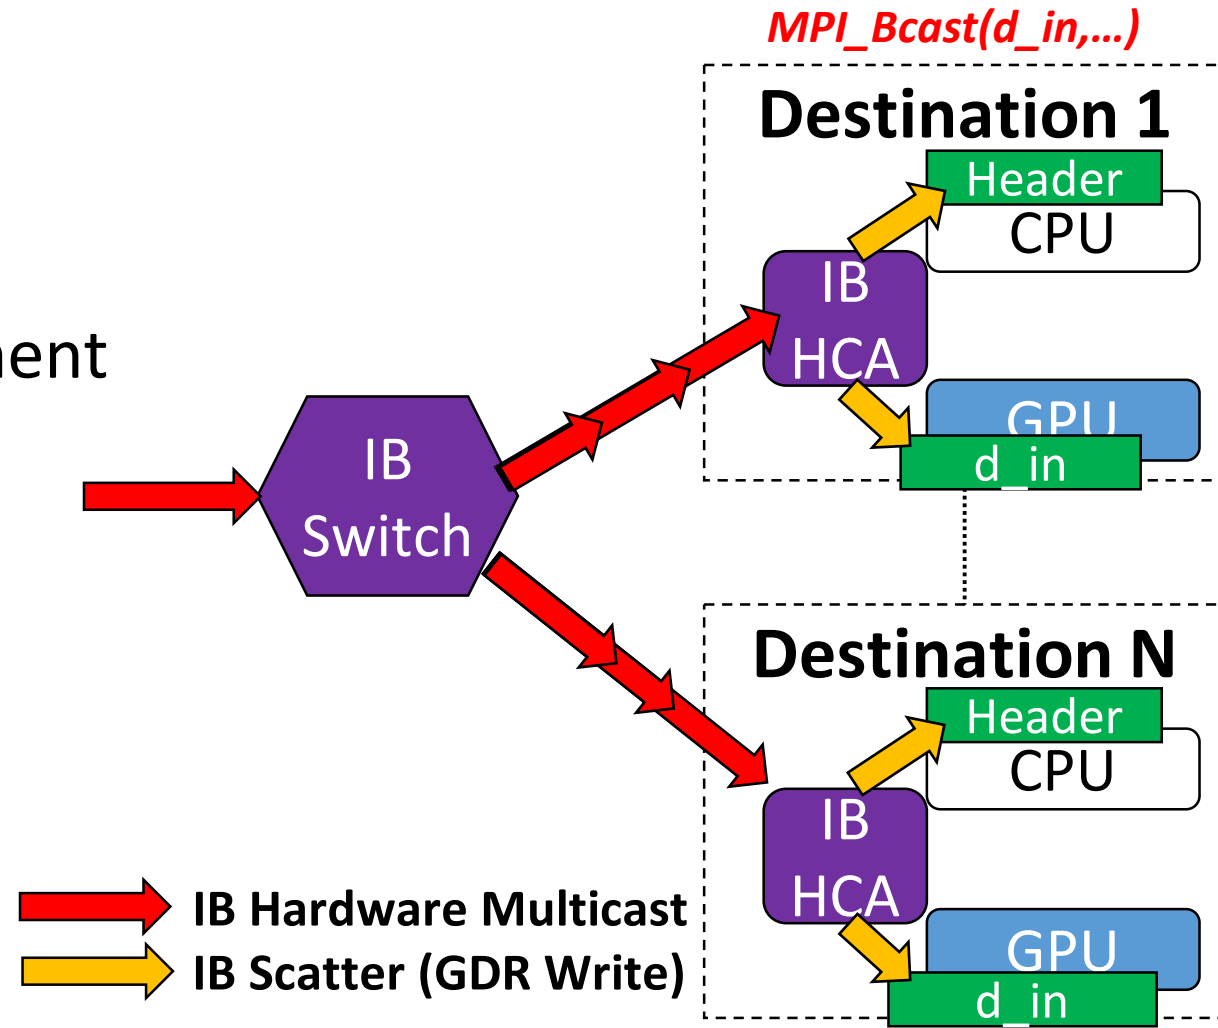 MPI_Bcast(d_in,…)
Destination 1
Header
CPU
IB
HCA
GPU
d_in
IB
Switch
Destination N
Header
CPU
IB
HCA
GPU
d_in
IB Hardware Multicast
IB Scatter (GDR Write)